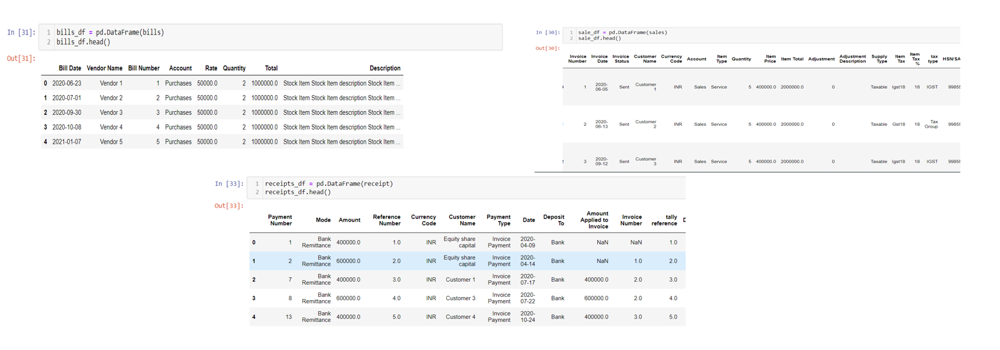 In [31]:
1 bills_df = pd.DataFrame(bills)
2 bills_df.head()
Out[31]:
Bill Date Vendor Name Bill Number Account Rate Quantity Total Description
0 2020-06-23 Vendor 1 1 Purchases 50000.0 2 1000000.0 Stock Item Stock Item description Stock Item ...
1 2020-07-01 Vendor 2 2 Purchases 50000.0 2 1000000.0 Stock Item Stock Item description Stock Item ...
2 2020-09-30 Vendor 3 3 Purchases 50000.0 2 1000000.0 Stock Item Stock Item description Stock Item ...
3 2020-10-08 Vendor 4 4 Purchases 50000.0 2 1000000.0 Stock Item Stock Item description Stock Item ...
4 2021-01-07 Vendor 5 5 Purchases 50000.0 2 1000000.0 Stock Item Stock Item description Stock Item ...
In [30]:
1 sale_df = pd.DataFrame(sales)
2 sale_df.head()
Out[30]:
Invoice Number Invoice Date Invoice Status Customer Name Currency Code Account Item Type Quantity Item Price Item Total Adjustment Adjustment Description Supply Type Item Tax Item Tax % tax type HSN/SA
1 2020-06-05 Sent Customer 1 INR Sales Service 5 400000.0 2000000.0 0 Taxable Igst18 18 IGST 9985
2 2020-06-13 Sent Customer 2 INR Sales Service 5 400000.0 2000000.0 0 Taxable Gst18 18 Tax Group 9985
3 2020-09-12 Sent Customer 3 INR Sales Service 5 400000.0 2000000.0 0 Taxable Igst18 18 IGST 9985
In [33]:
1 receipts_df = pd.DataFrame(receipt)
2 receipts_df.head()
Out[33]:
Payment Number Mode Amount Reference Number Currency Code Customer Name Payment Type Date Deposit To Amount Applied to Invoice Invoice Number tally reference
0 1 Bank Remittance 400000.0 1.0 INR Equity share capital Invoice Payment 2020-04-09 Bank NaN NaN 1.0
1 2 Bank Remittance 600000.0 2.0 INR Equity share capital Invoice Payment 2020-04-14 Bank NaN 1.0 2.0
2 7 Bank Remittance 400000.0 3.0 INR Customer 1 Invoice Payment 2020-07-17 Bank 400000.0 2.0 3.0
3 8 Bank Remittance 600000.0 4.0 INR Customer 3 Invoice Payment 2020-07-22 Bank 600000.0 2.0 4.0
4 13 Bank Remittance 400000.0 5.0 INR Customer 4 Invoice Payment 2020-10-24 Bank 400000.0 3.0 5.0